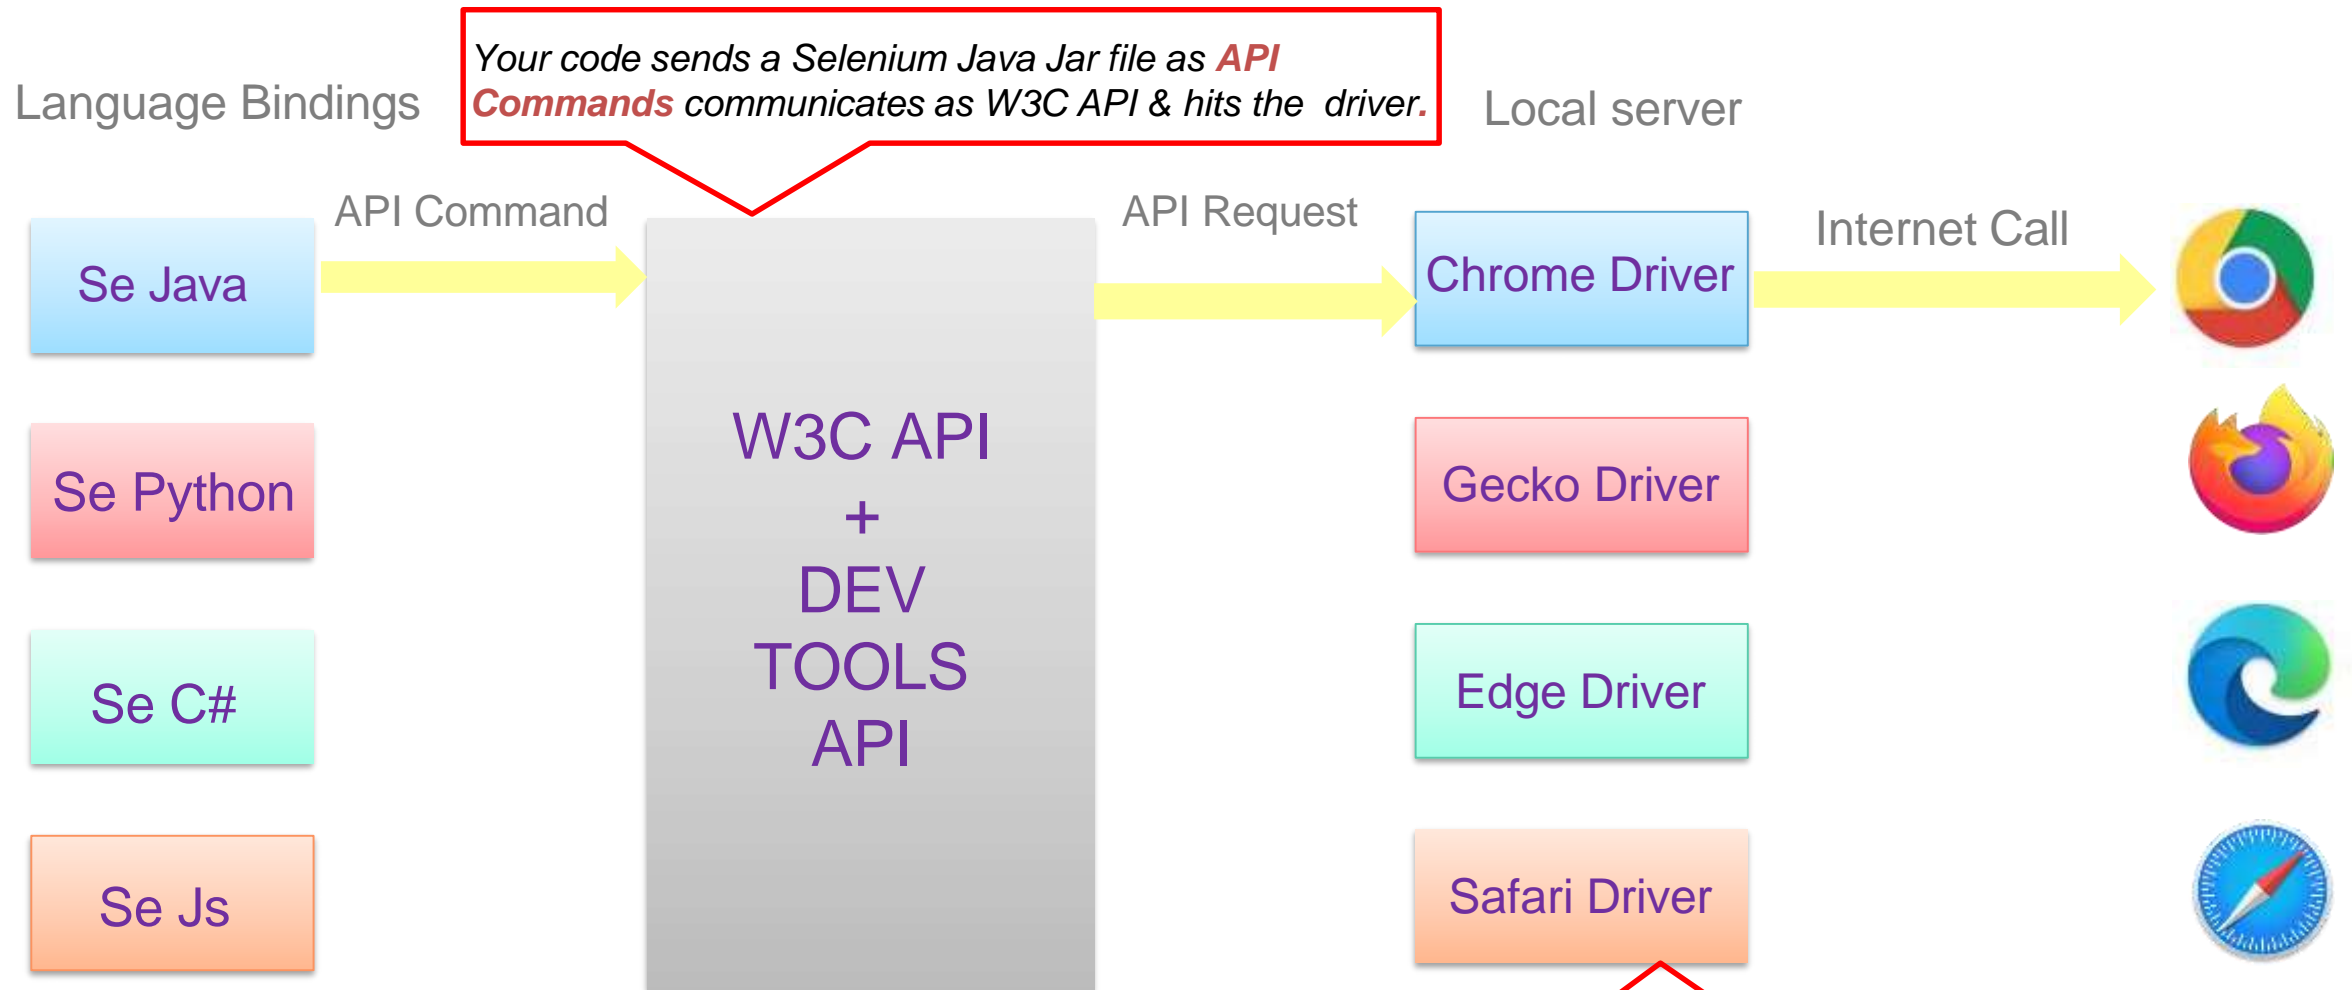 Your code sends a Selenium Java Jar file as API
Commands communicates as W3C API & hits the driver.
Language Bindings
Local server
API Command
API Request
Internet Call
Se Java
Chrome Driver
Se Python
Gecko Driver
W3C API
+
DEV
TOOLS
API
Se C#
Edge Driver
Se Js
Safari Driver